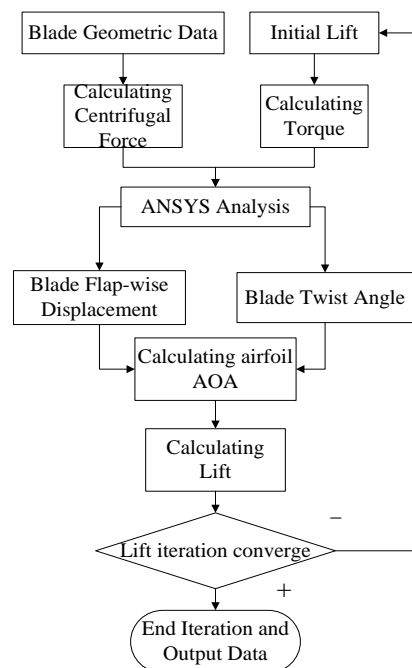 Blade Geometric Data
Initial Lift
Calculating
Centrifugal
Force
Calculating
Torque
ANSYS Analysis
Blade Flap-wise
Displacement
Blade Twist Angle
Calculating airfoil
AOA
Calculating
Lift
Lift iteration converge
−
+
End Iteration and
Output Data